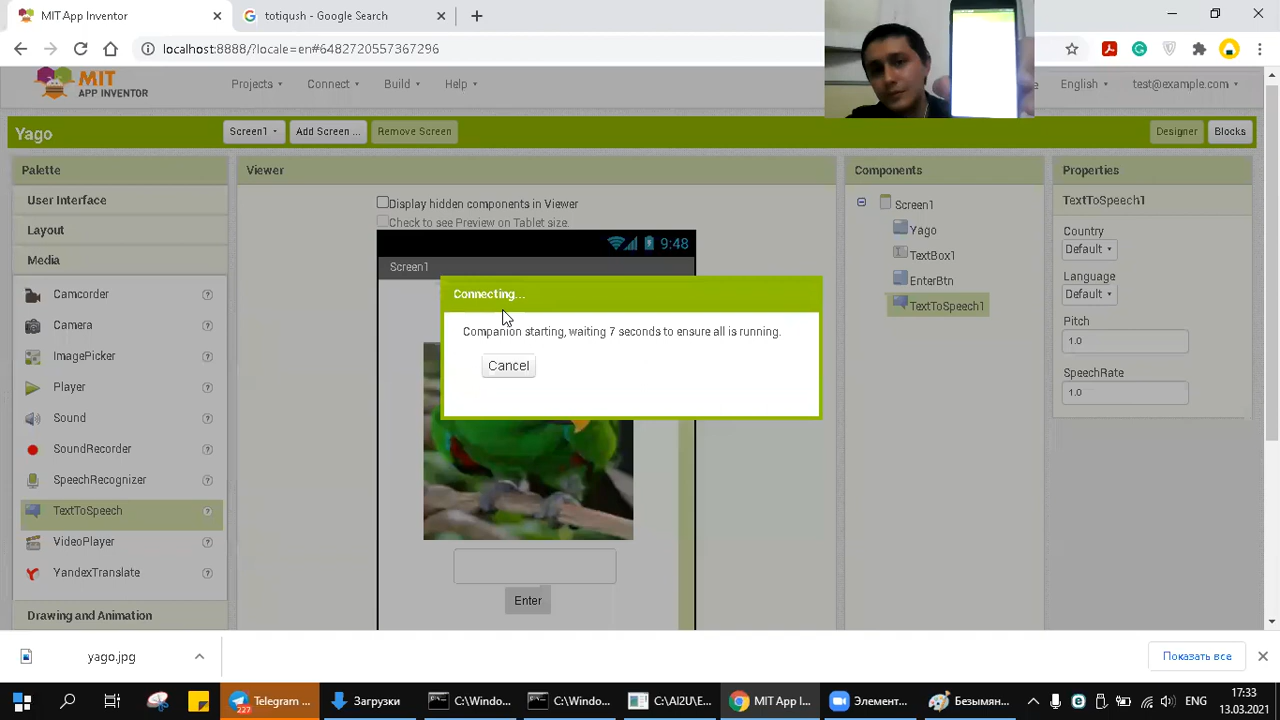 MIT App Inventor
- Google Search
localhost:8888/?locale=en#6482720557367296
MIT
APP INVENTOR
Projects
Connect
Build
Help
English
test@example.com
Yago
Screen1
Add Screen ...
Remove Screen
Designer
Blocks
Palette
User Interface
Layout
Media
Camcorder
Camera
ImagePicker
Player
Sound
SoundRecorder
SpeechRecognizer
TextToSpeech
VideoPlayer
YandexTranslate
Drawing and Animation
Viewer
Display hidden components in Viewer
Check to see Preview on Tablet size.
9:48
Screen1
Connecting...
Companion starting, waiting 7 seconds to ensure all is running.
Cancel
Enter
Components
Screen1
Yago
TextBox1
EnterBtn
TextToSpeech1
Properties
TextToSpeech1
Country
Default
Language
Default
Pitch
1.0
SpeechRate
1.0
yago.jpg
Показать все
227
Telegram ...
Загрузки
C:\Windo...
C:\Windo...
C:\AI2U\E...
MIT App I...
Элемент...
Безымян...
ENG
17:33
13.03.2021